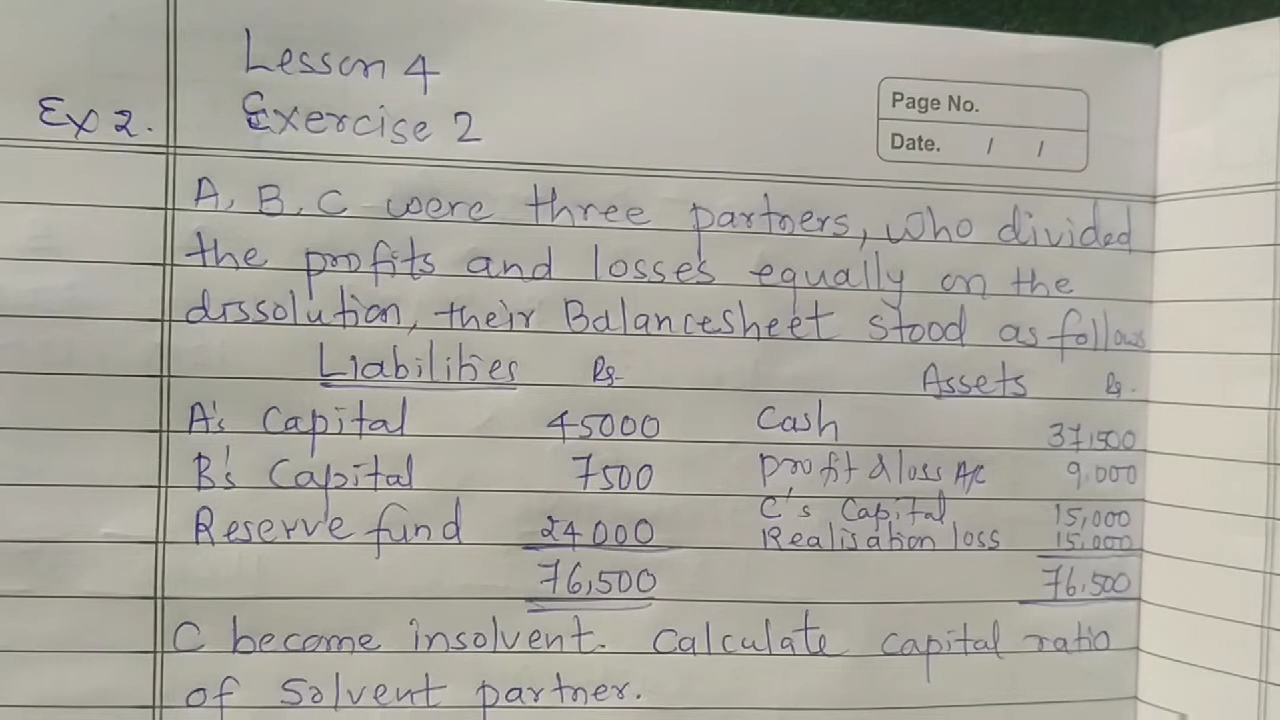 Lesson 4
Ex 2. Exercise 2
Page No.
Date. / /
A, B, C were three partners, who divided
the profits and losses equally on the
dissolution, their Balancesheet stood as follows
Liabilities Rs. Assets Rs.
A's Capital 45000 Cash 37,500
B's Capital 7500 Profit & loss A/c 9,000
C's Capital 15,000
Reserve fund 24000 Realisation loss 15,000
76,500 76,500
C become insolvent. Calculate capital ratio
of Solvent partner.